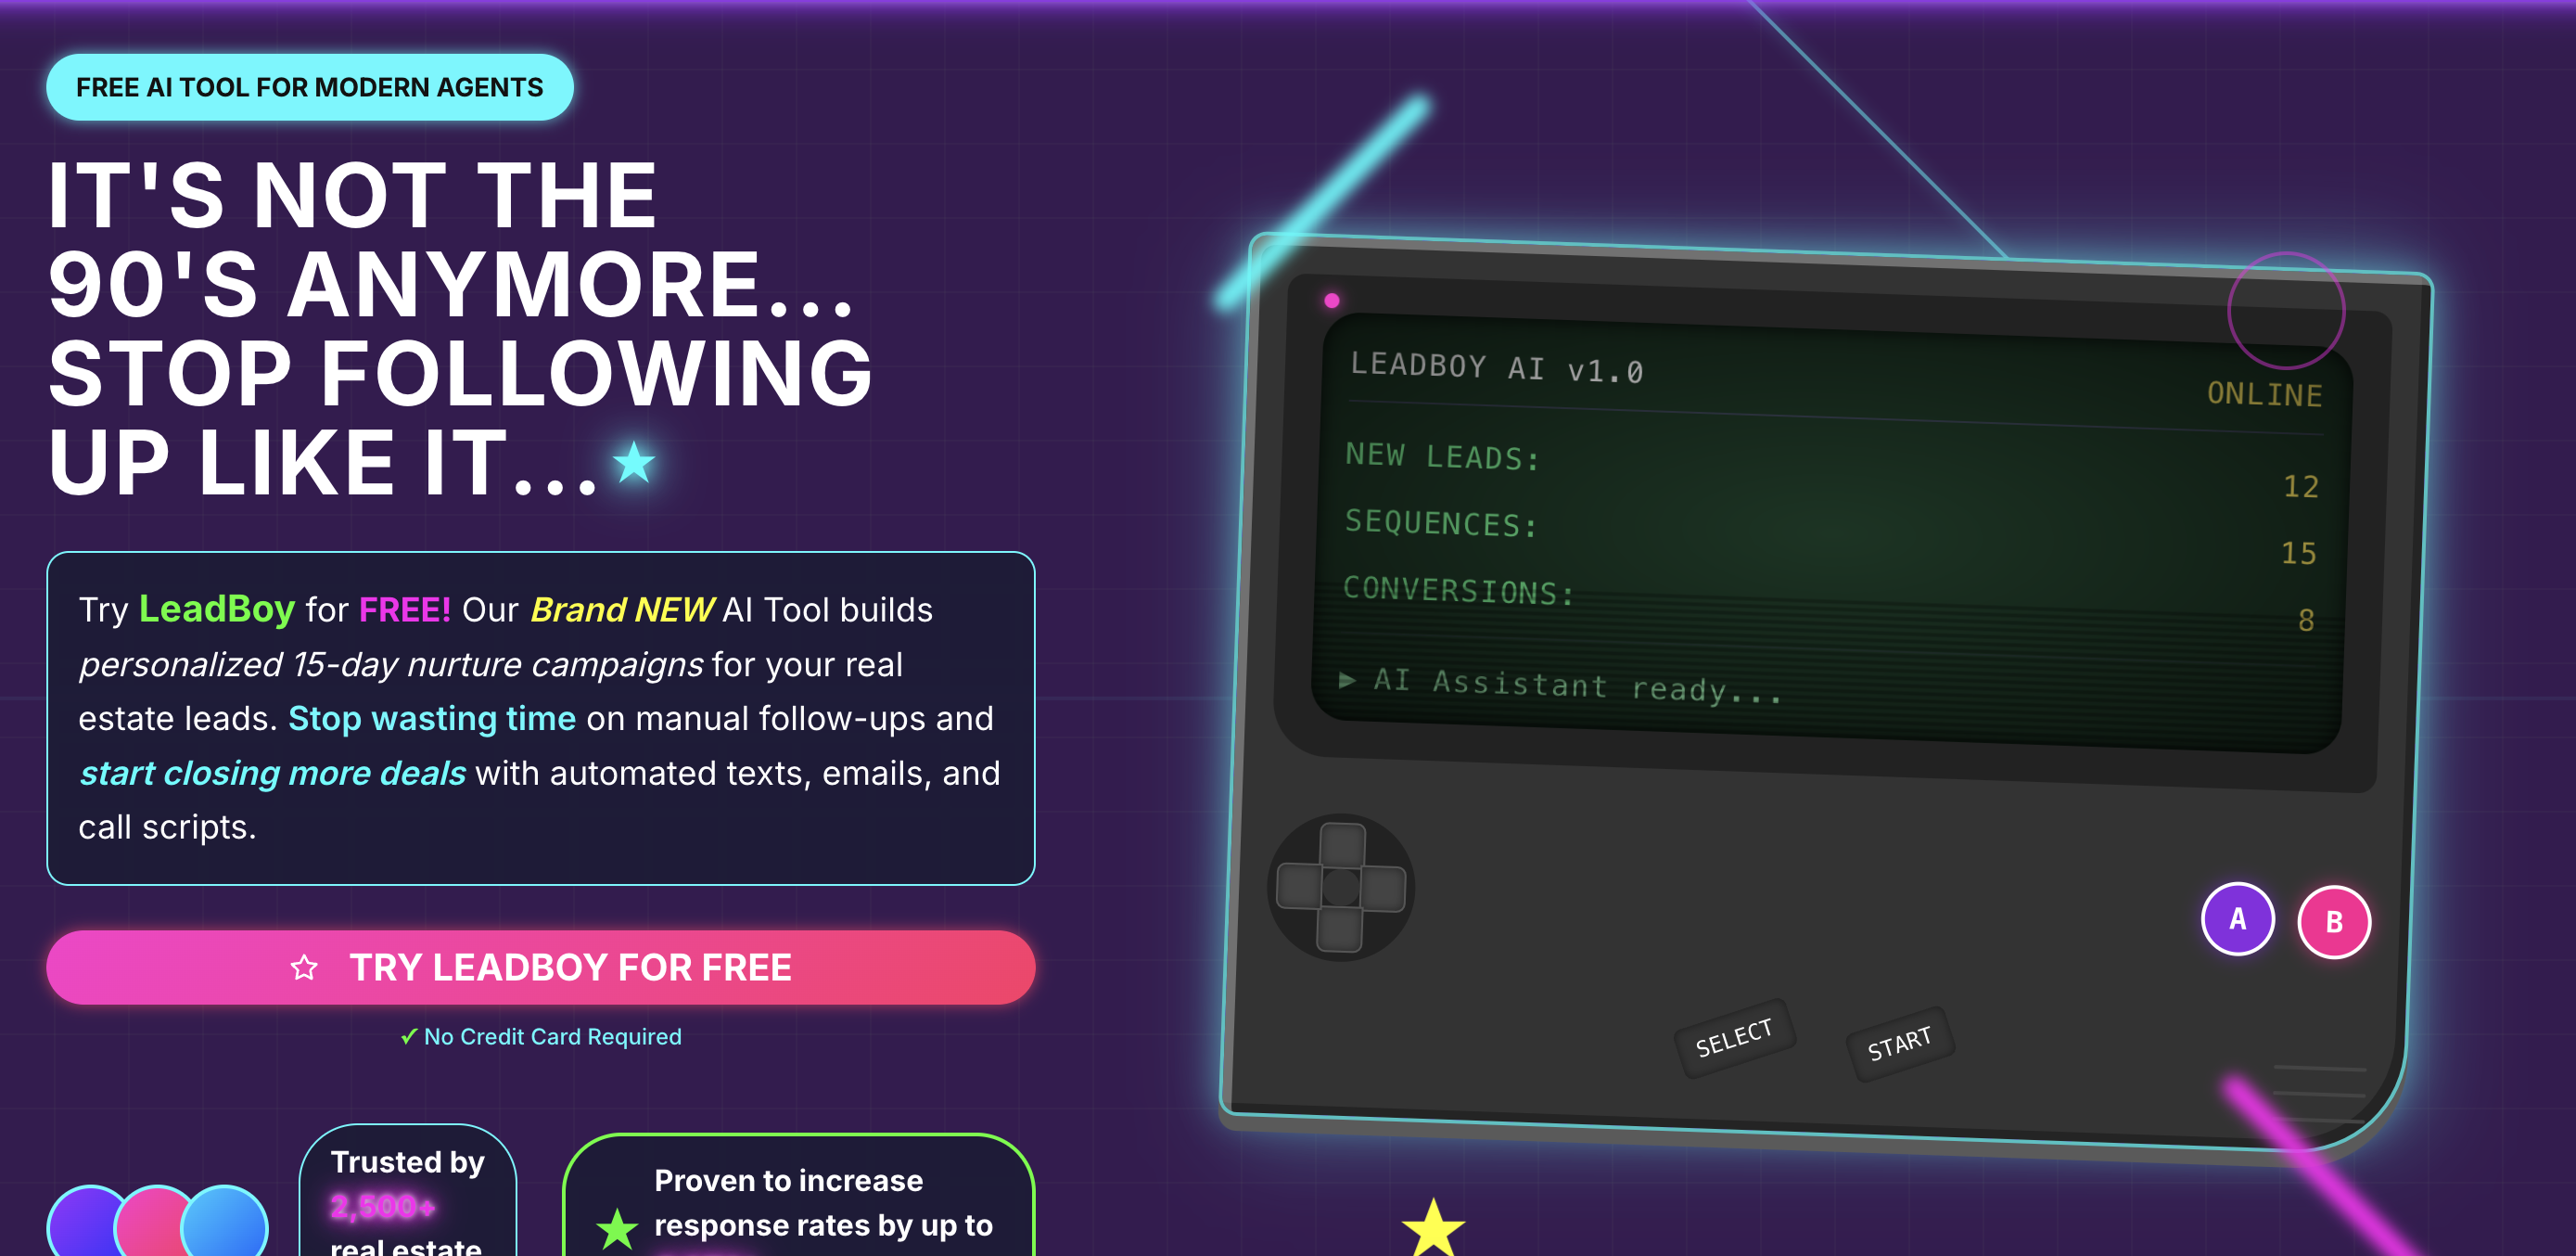 FREE AI TOOL FOR MODERN AGENTS
IT'S NOT THE
90'S ANYMORE...
STOP FOLLOWING
UP LIKE IT...
Try LeadBoy for FREE! Our Brand NEW AI Tool builds
personalized 15-day nurture campaigns for your real
estate leads. Stop wasting time on manual follow-ups and
start closing more deals with automated texts, emails, and
call scripts.
TRY LEADBOY FOR FREE
✓ No Credit Card Required
Trusted by
2,500+
real estate
Proven to increase
response rates by up to
LEADBOY AI v1.0
ONLINE
NEW LEADS: 12
SEQUENCES: 15
CONVERSIONS: 8
▶ AI Assistant ready...
A B
SELECT START